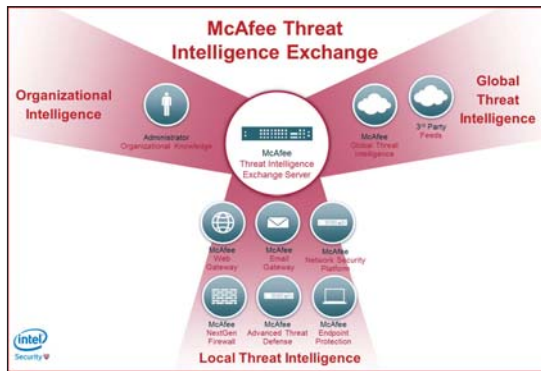 McAfee Threat
Intelligence Exchange
Organizational
Intelligence
Administrator
Organizational Knowledge
McAfee
Threat Intelligence
Exchange Server
McAfee
Global Threat
Intelligence
3rd Party
Feeds
Global
Threat
Intelligence
McAfee
Web
Gateway
McAfee
Email
Gateway
McAfee
Network Security
Platform
McAfee
NextGen
Firewall
McAfee
Advanced Threat
Defense
McAfee
Endpoint
Protection
Local Threat Intelligence
intel
Security